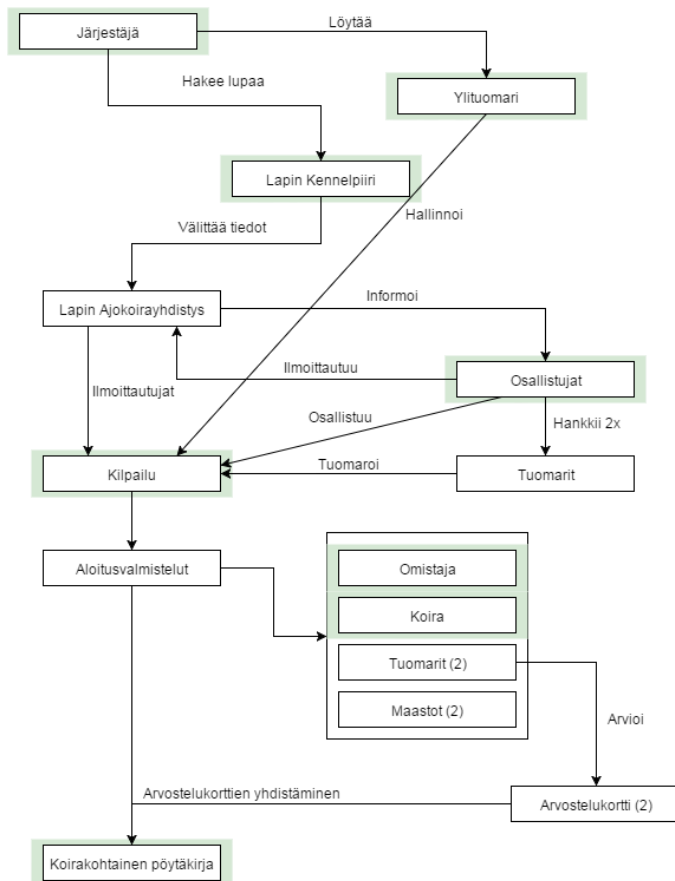 Järjestäjä
Löytää
Hakee lupaa
Ylituomari
Lapin Kennelpiiri
Hallinnoi
Välittää tiedot
Lapin Ajokoirayhdistys
Informoi
Ilmoittautuu
Osallistujat
Ilmoittautujat
Osallistuu
Hankkii 2x
Kilpailu
Tuomaroi
Tuomarit
Aloitusvalmistelut
Omistaja
Koira
Tuomarit (2)
Maastot (2)
Arvioi
Arvostelukorttien yhdistäminen
Arvostelukortti (2)
Koirakohtainen pöytäkirja